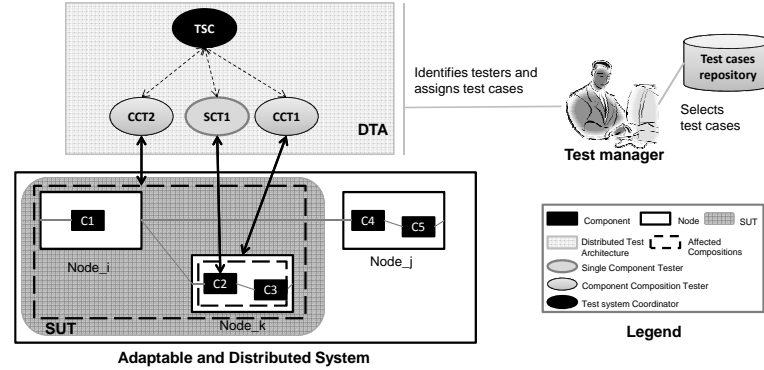 TSC
CCT2
SCT1
CCT1
DTA
Identifies testers and
assigns test cases
Test cases
repository
Selects
test cases
Test manager
C1
Node_i
C2
C3
Node_k
SUT
C4
C5
Node_j
Adaptable and Distributed System
Component
Node
SUT
Distributed Test
Architecture
Affected
Compositions
Single Component Tester
Component Composition Tester
Test system Coordinator
Legend